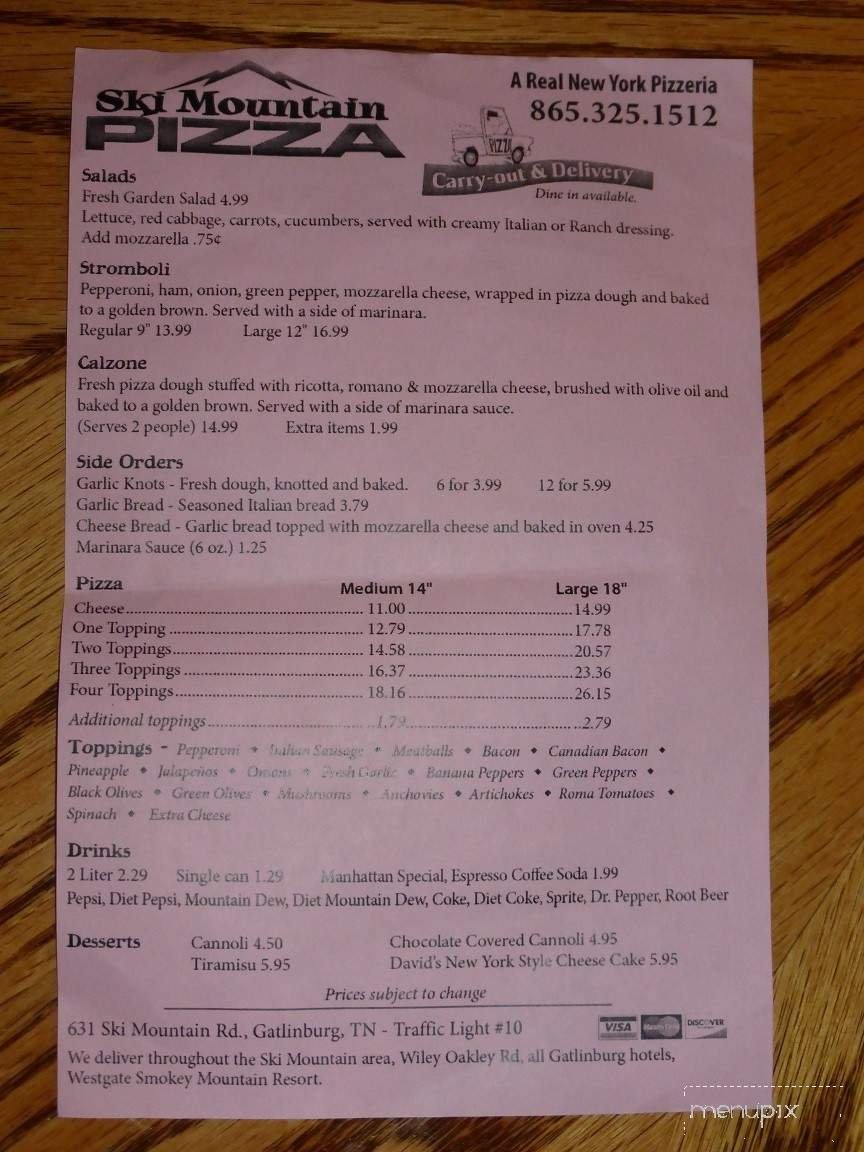 Ski Mountain
PIZZA
A Real New York Pizzeria
865.325.1512
PIZZA
Carry-out & Delivery
Dine in available.
Salads
Fresh Garden Salad 4.99
Lettuce, red cabbage, carrots, cucumbers, served with creamy Italian or Ranch dressing.
Add mozzarella .75¢
Stromboli
Pepperoni, ham, onion, green pepper, mozzarella cheese, wrapped in pizza dough and baked
to a golden brown. Served with a side of marinara.
Regular 9" 13.99 Large 12" 16.99
Calzone
Fresh pizza dough stuffed with ricotta, romano & mozzarella cheese, brushed with olive oil and
baked to a golden brown. Served with a side of marinara sauce.
(Serves 2 people) 14.99 Extra items 1.99
Side Orders
Garlic Knots - Fresh dough, knotted and baked. 6 for 3.99 12 for 5.99
Garlic Bread - Seasoned Italian bread 3.79
Cheese Bread - Garlic bread topped with mozzarella cheese and baked in oven 4.25
Marinara Sauce (6 oz.) 1.25
Pizza Medium 14" Large 18"
Cheese.......... 11.00..........14.99
One Topping .......... 12.79..........17.78
Two Toppings.......... 14.58..........20.57
Three Toppings .......... 16.37..........23.36
Four Toppings.......... 18.16..........26.15
Additional toppings..........1.79..........2.79
Toppings - Pepperoni • Italian Sausage • Meatballs • Bacon • Canadian Bacon •
Pineapple • Jalapeños • Onions • Fresh Garlic • Banana Peppers • Green Peppers •
Black Olives • Green Olives • Mushrooms • Anchovies • Artichokes • Roma Tomatoes •
Spinach • Extra Cheese
Drinks
2 Liter 2.29 Single can 1.29 Manhattan Special, Espresso Coffee Soda 1.99
Pepsi, Diet Pepsi, Mountain Dew, Diet Mountain Dew, Coke, Diet Coke, Sprite, Dr. Pepper, Root Beer
Desserts Cannoli 4.50 Chocolate Covered Cannoli 4.95
Tiramisu 5.95 David's New York Style Cheese Cake 5.95
Prices subject to change
631 Ski Mountain Rd., Gatlinburg, TN - Traffic Light #10 VISA MasterCard DISCOVER
We deliver throughout the Ski Mountain area, Wiley Oakley Rd, all Gatlinburg hotels,
Westgate Smokey Mountain Resort.
menupix